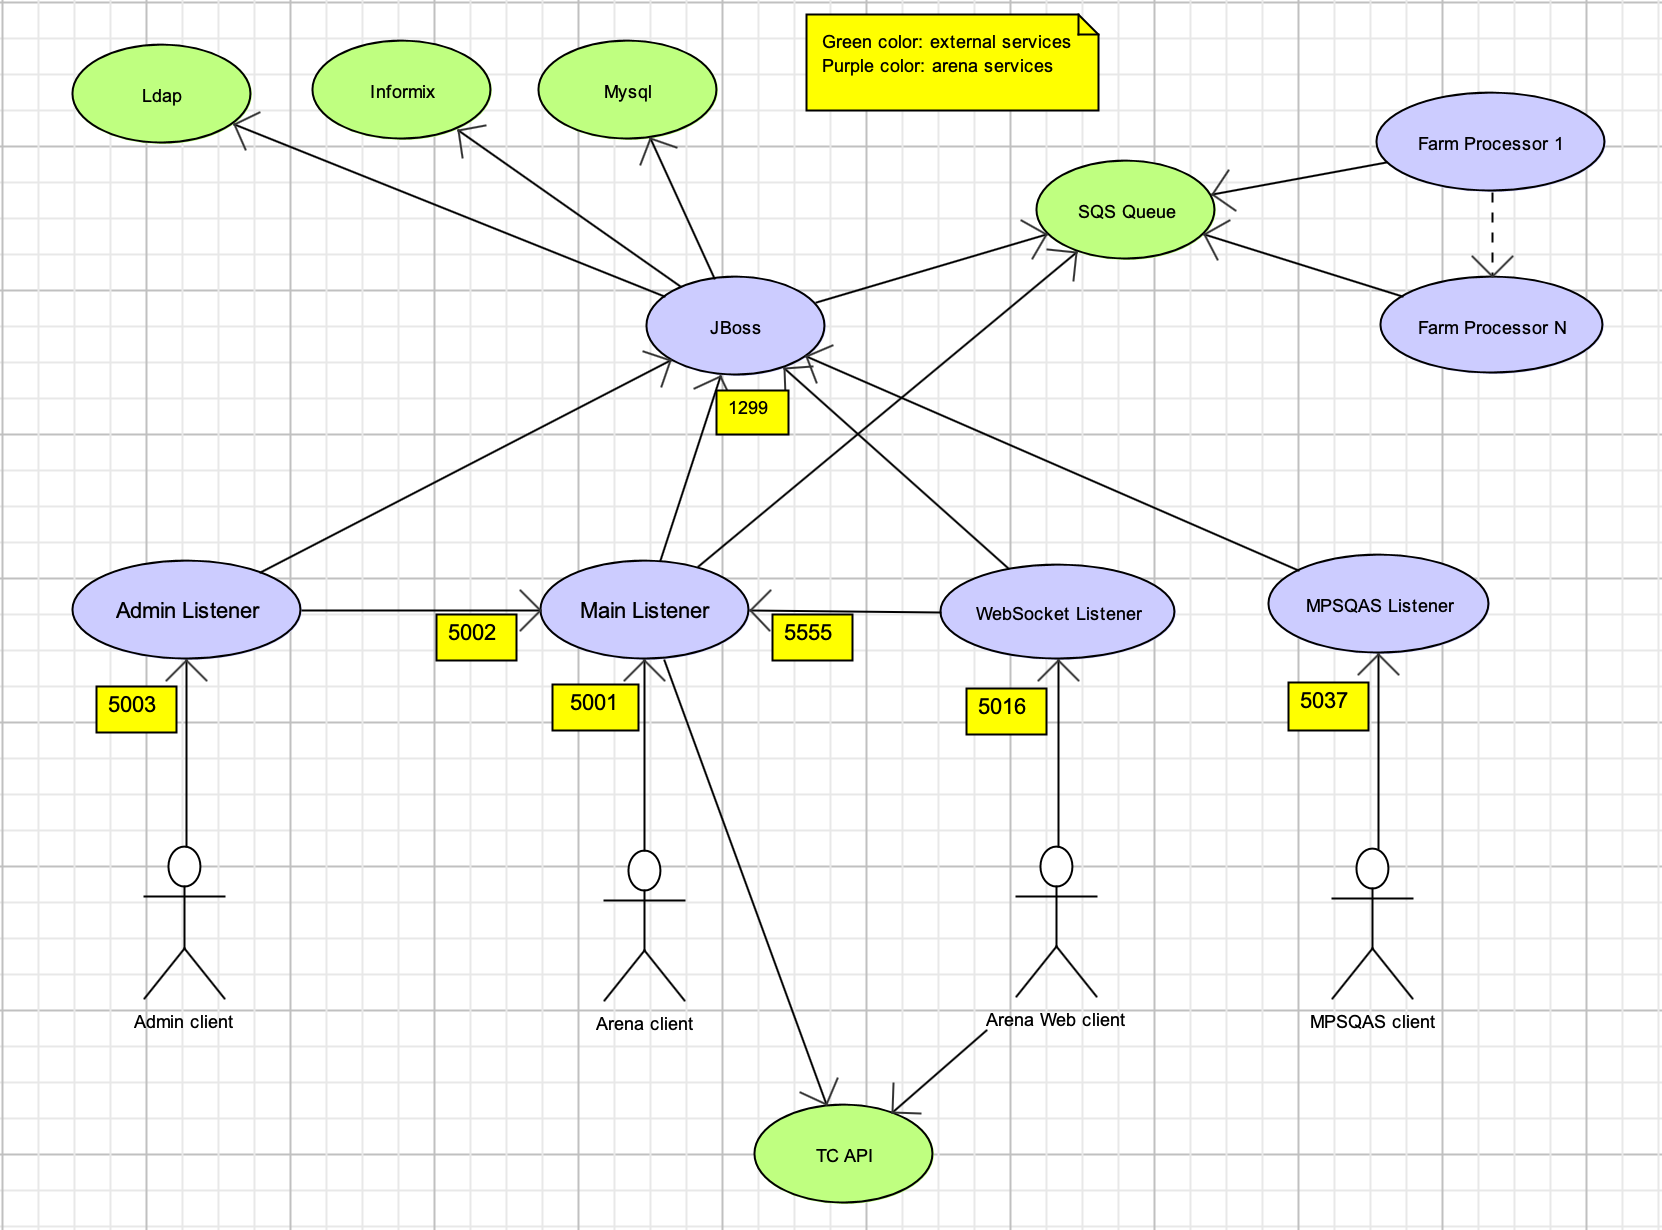 Green color: external services
Purple color: arena services
Ldap
Informix
Mysql
Farm Processor 1
SQS Queue
JBoss
Farm Processor N
1299
Admin Listener
Main Listener
WebSocket Listener
MPSQAS Listener
5002
5555
5003
5001
5016
5037
Admin client
Arena client
Arena Web client
MPSQAS client
TC API